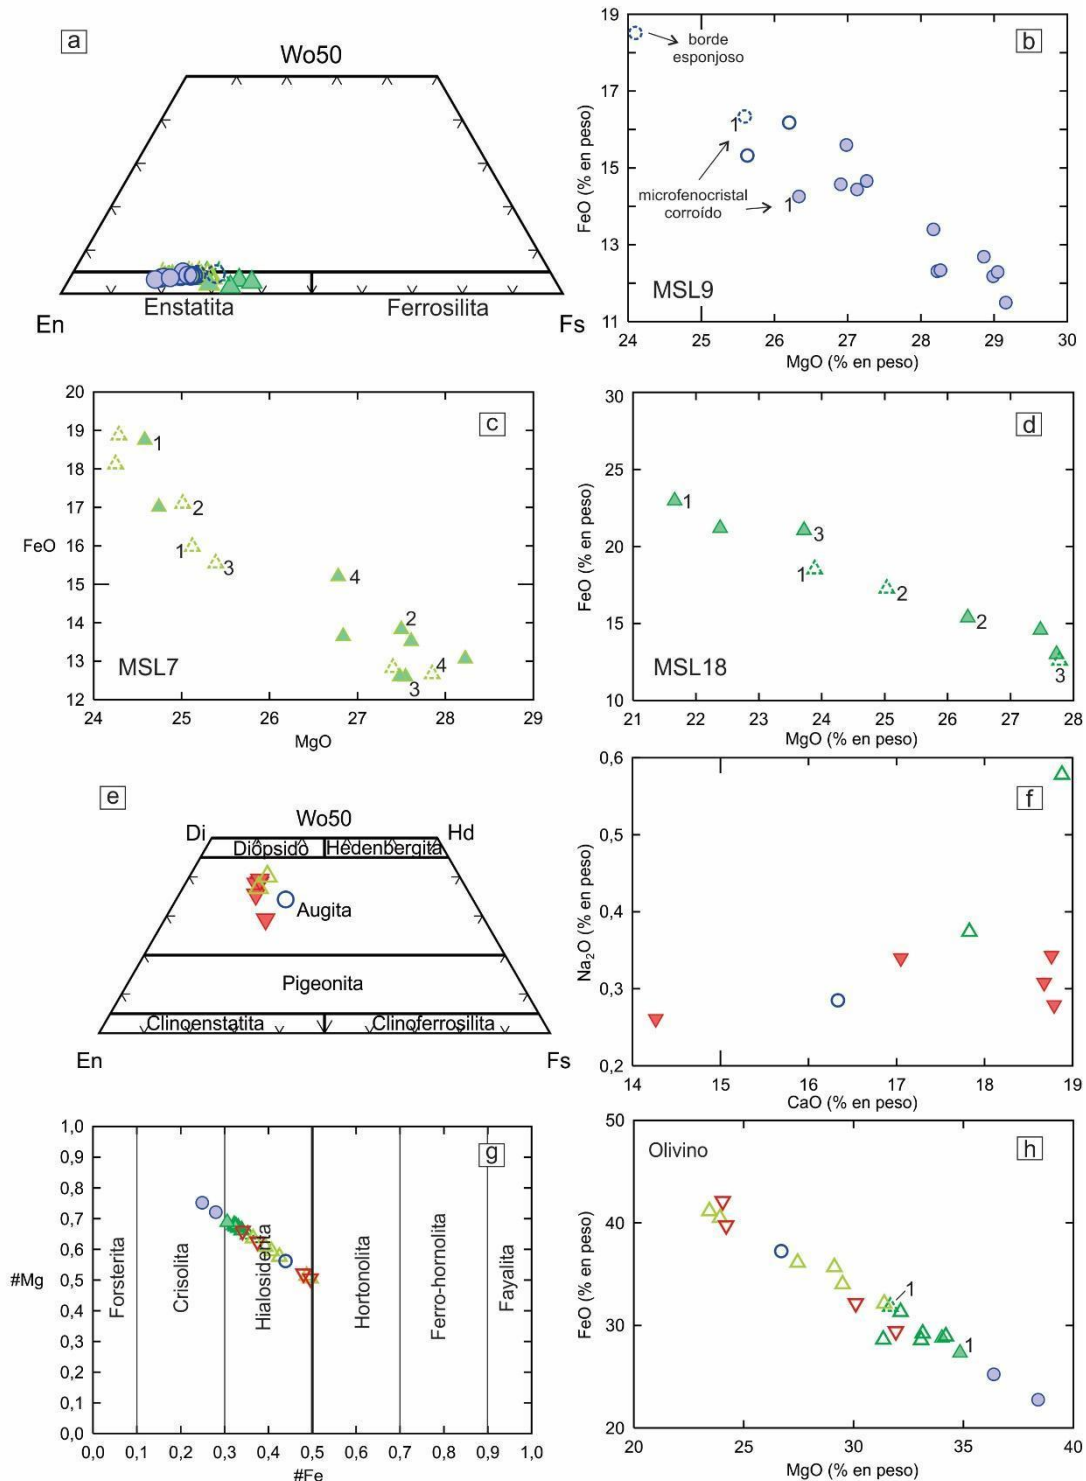 a
Wo50
Enstatita
Ferrosilita
En
Fs
b
19
17
15
13
11
FeO (% en peso)
borde
esponjoso
1
microfenocristal
corroído
1
MSL9
24 25 26 27 28 29 30
MgO (% en peso)
c
20
19
18
17
16
15
14
13
12
FeO
1
2
1
3
4
2
4
3
MSL7
24 25 26 27 28 29
MgO
d
30
25
20
15
10
FeO (% en peso)
1
3
1
2
2
3
MSL18
21 22 23 24 25 26 27 28
MgO (% en peso)
e
Wo50
Di
Hd
Diópsido
Hedenbergita
Augita
Pigeonita
Clinoenstatita
Clinoferrosilita
En
Fs
f
0,6
0,5
0,4
0,3
0,2
Na2O (% en peso)
14 15 16 17 18 19
CaO (% en peso)
g
1,0
0,9
0,8
0,7
0,6
0,5
0,4
0,3
0,2
0,1
0,0
#Mg
Forsterita
Crisolita
Hialosiderita
Hortonolita
Ferro-hornolita
Fayalita
0,0 0,1 0,2 0,3 0,4 0,5 0,6 0,7 0,8 0,9 1,0
#Fe
h
Olivino
50
40
30
20
FeO (% en peso)
1
1
20 25 30 35 40
MgO (% en peso)